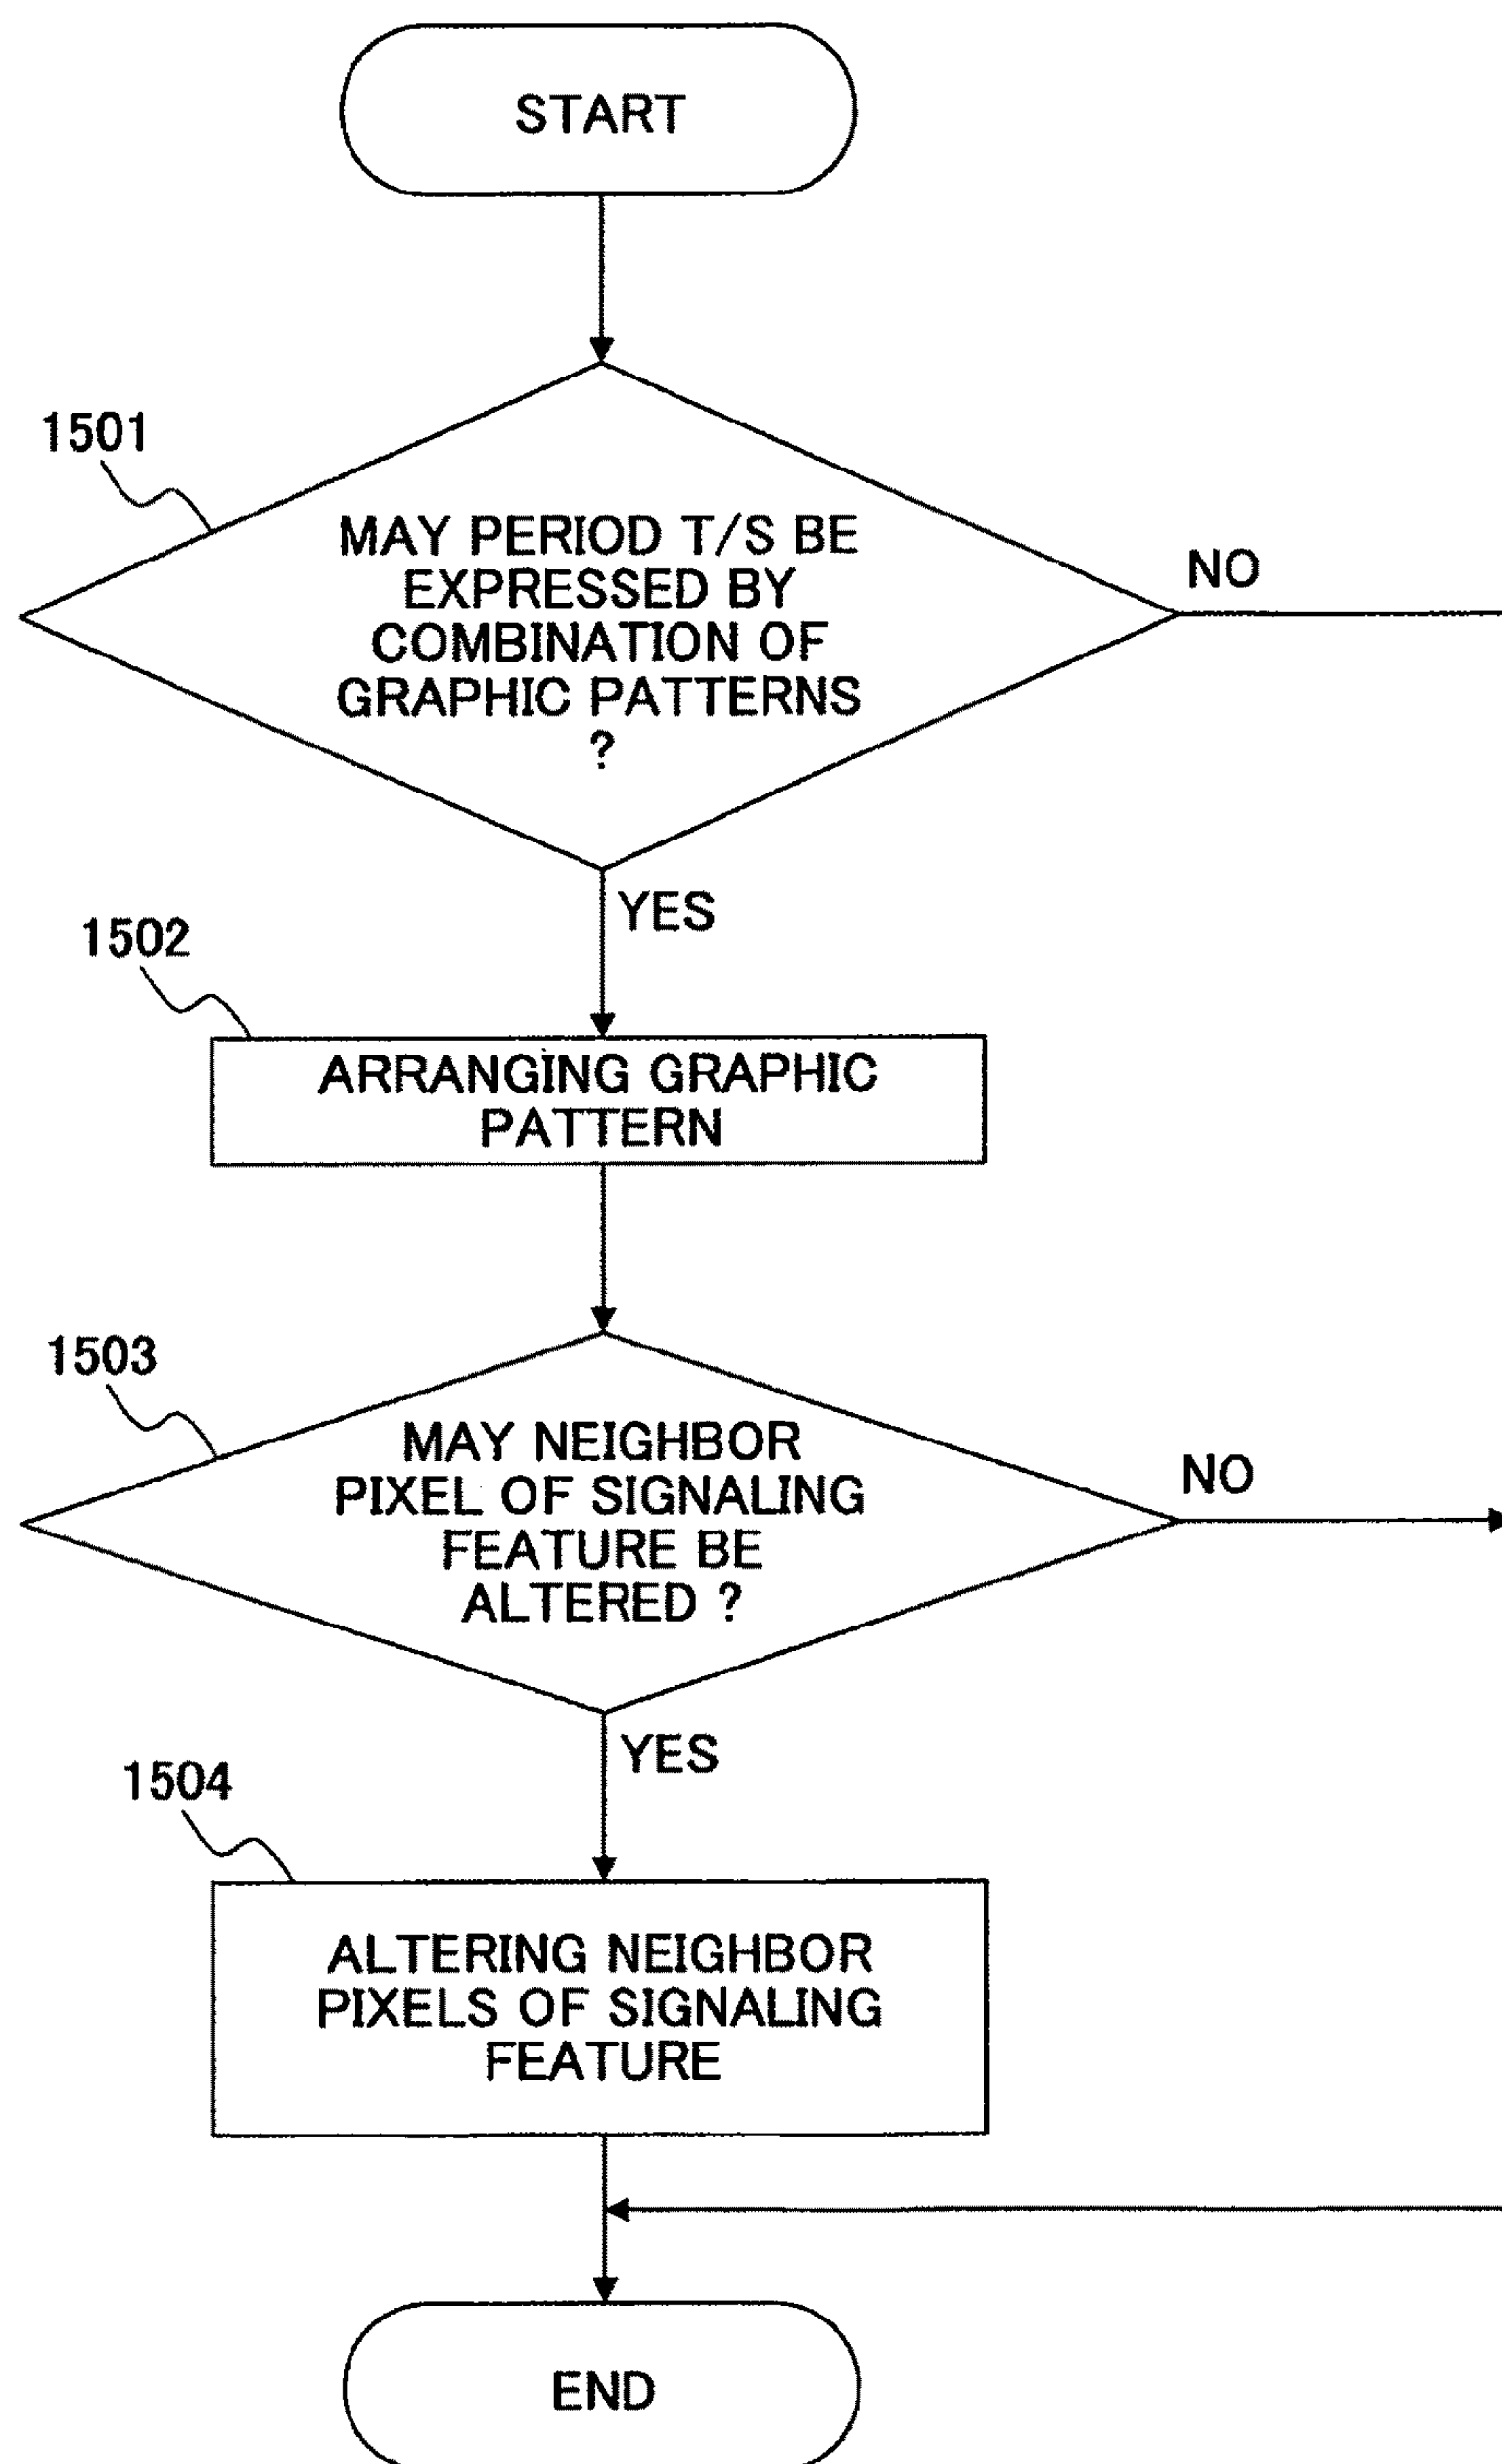 START
1501
MAY PERIOD T/S BE
EXPRESSED BY
COMBINATION OF
GRAPHIC PATTERNS
?
NO
YES
1502
ARRANGING GRAPHIC
PATTERN
1503
MAY NEIGHBOR
PIXEL OF SIGNALING
FEATURE BE
ALTERED ?
NO
YES
1504
ALTERING NEIGHBOR
PIXELS OF SIGNALING
FEATURE
END